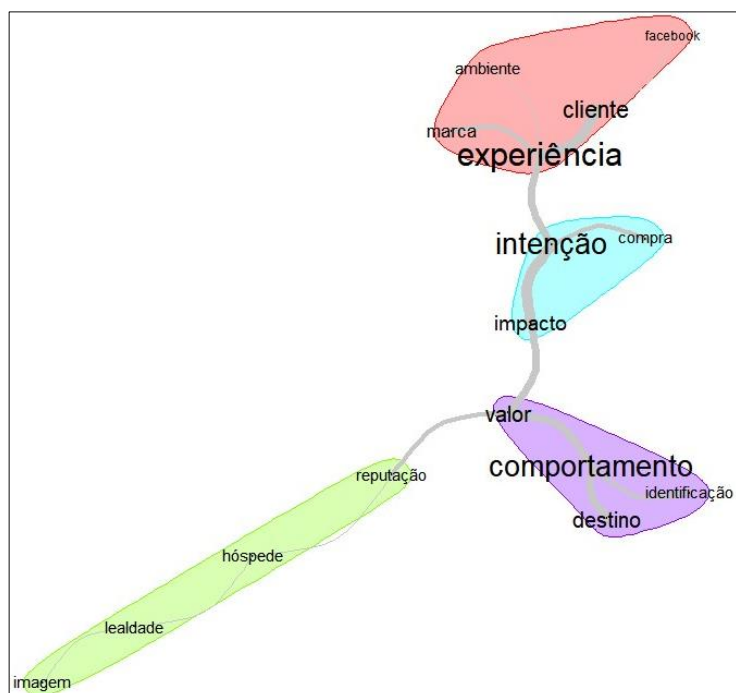 facebook
ambiente
cliente
marca
experiência
compra
intenção
impacto
valor
comportamento
reputação
identificação
destino
hóspede
lealdade
imagem